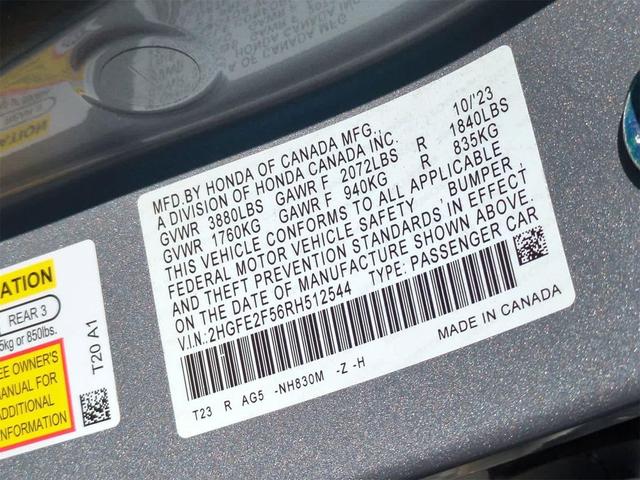 MFD.BY HONDA OF CANADA MFG. 10/'23
A DIVISION OF HONDA CANADA INC.
GVWR 3880LBS GAWR F 2072LBS R 1840LBS
GVWR 1760KG GAWR F 940KG R 835KG
THIS VEHICLE CONFORMS TO ALL APPLICABLE
FEDERAL MOTOR VEHICLE SAFETY, BUMPER,
AND THEFT PREVENTION STANDARDS IN EFFECT
ON THE DATE OF MANUFACTURE SHOWN ABOVE.
V.I.N.:2HGFE2F56RH512544 TYPE: PASSENGER CAR
MADE IN CANADA
T23 R AG5 -NH830M -Z -H
ATION
REAR 3
5kg or 850lbs.
EE OWNER'S
MANUAL FOR
ADDITIONAL
NFORMATION
T20 A1